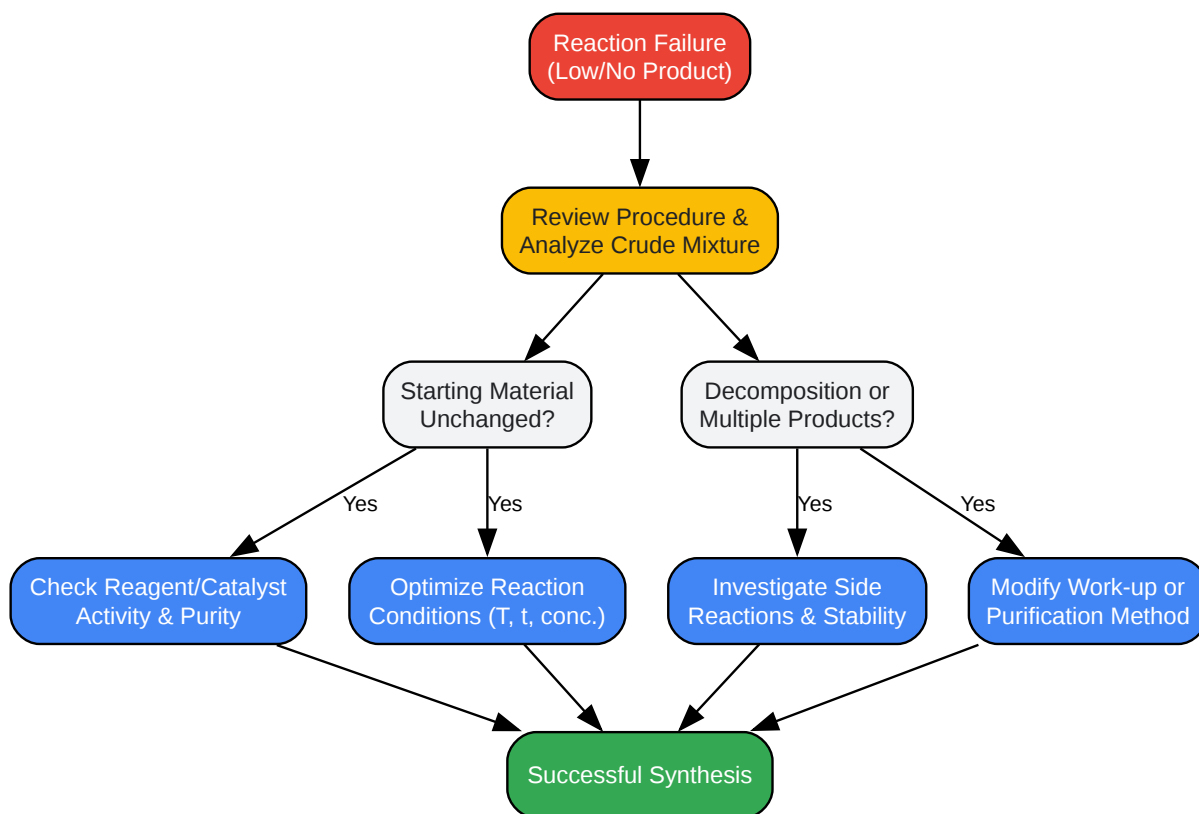 Reaction Failure
(Low/No Product)
Review Procedure &
Analyze Crude Mixture
Starting Material
Unchanged?
Decomposition or
Multiple Products?
Yes
Yes
Yes
Yes
Check Reagent/Catalyst
Activity & Purity
Optimize Reaction
Conditions (T, t, conc.)
Investigate Side
Reactions & Stability
Modify Work-up or
Purification Method
Successful Synthesis